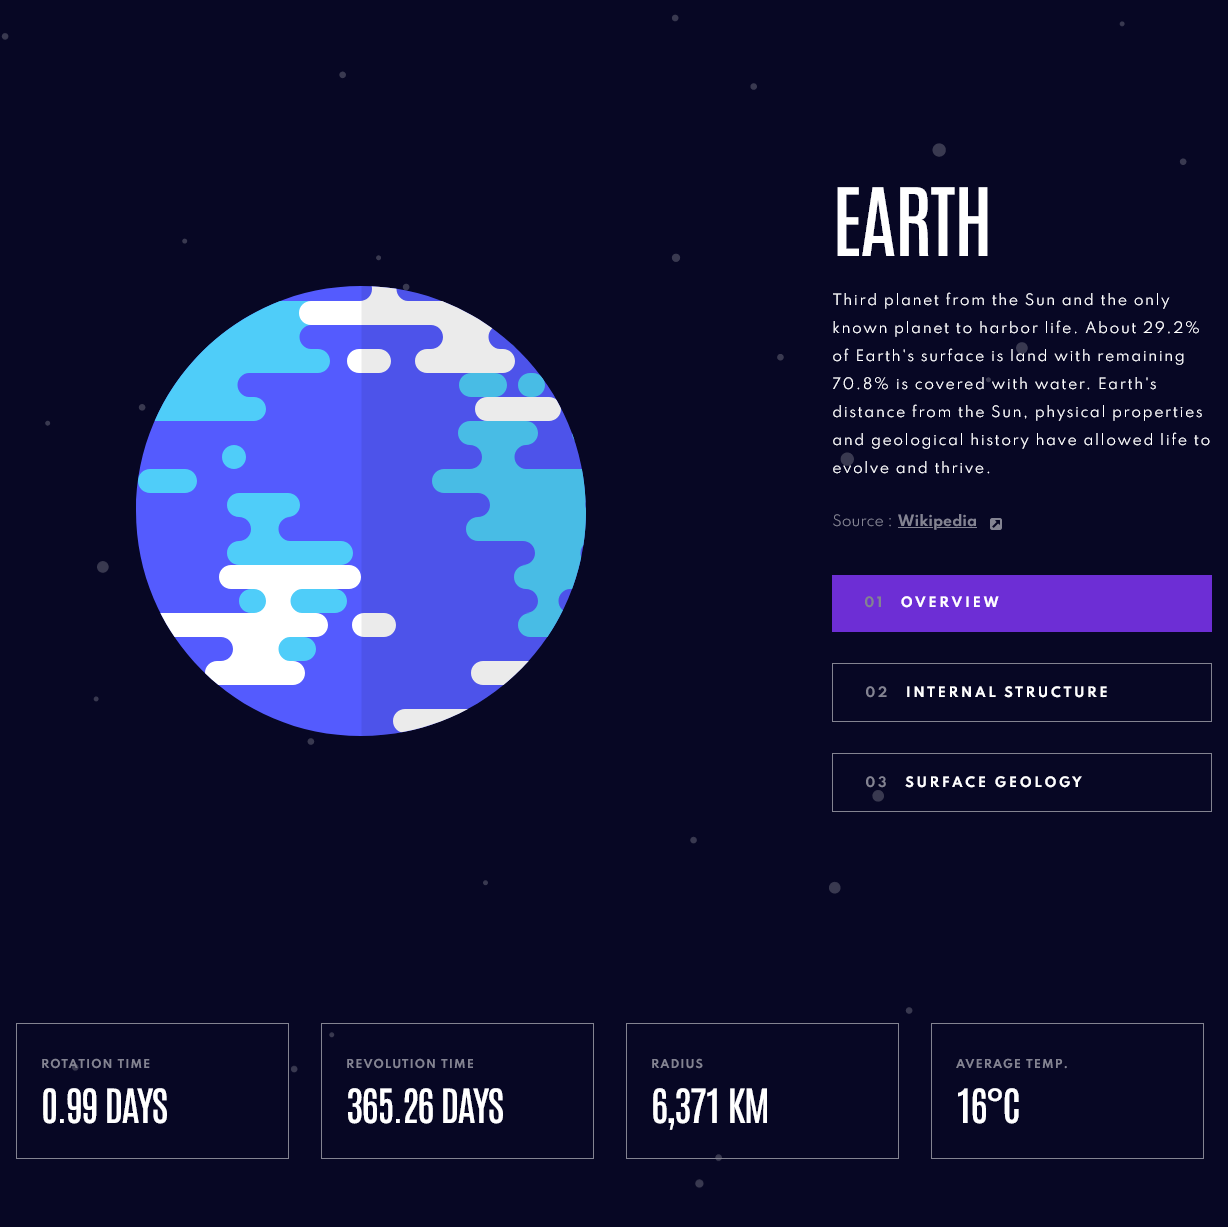 EARTH
Third planet from the Sun and the only
known planet to harbor life. About 29.2%
of Earth's surface is land with remaining
70.8% is covered with water. Earth's
distance from the Sun, physical properties
and geological history have allowed life to
evolve and thrive.
Source : Wikipedia
01 OVERVIEW
02 INTERNAL STRUCTURE
03 SURFACE GEOLOGY
ROTATION TIME
0.99 DAYS
REVOLUTION TIME
365.26 DAYS
RADIUS
6,371 KM
AVERAGE TEMP.
16°C